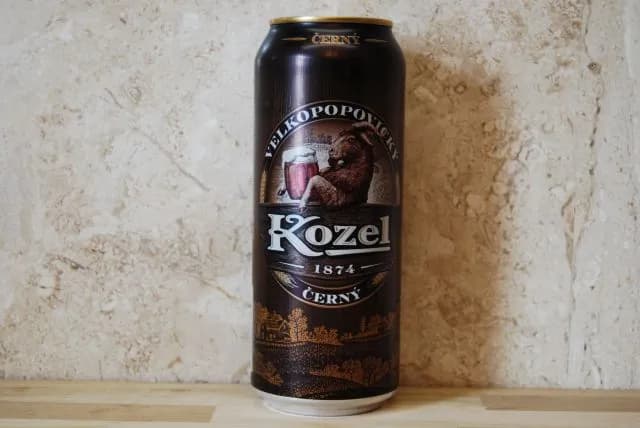 ČERNÝ
VELKOPOPOVICKÝ
Kozel
1874
ČERNÝ